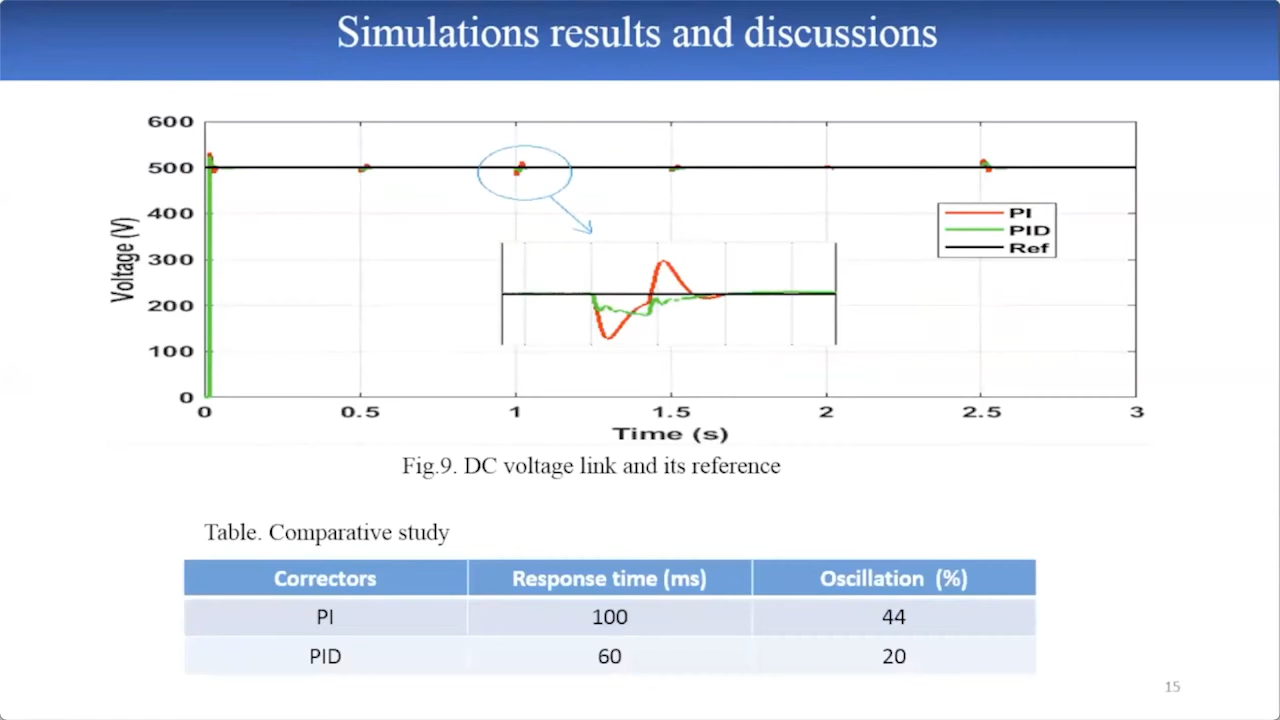 Simulations results and discussions
600
500
400
300
200
100
0
Voltage (V)
PI
PID
Ref
0 0.5 1 1.5 2 2.5 3
Time (s)
Fig.9. DC voltage link and its reference
Table. Comparative study
Correctors Response time (ms) Oscillation (%)
PI 100 44
PID 60 20
15